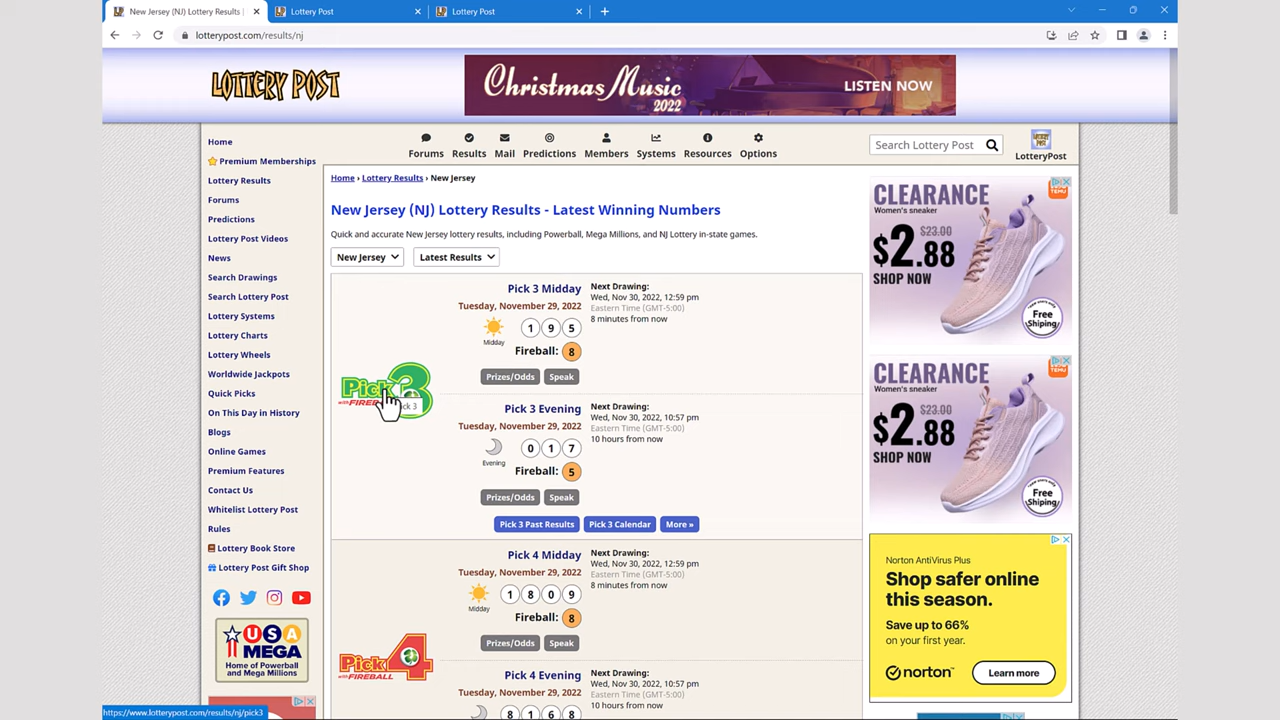 New Jersey (NJ) Lottery Results |
Lottery Post
Lottery Post
lotterypost.com/results/nj
LOTTERY POST
Christmas Music
2022
LISTEN NOW
Forums
Results
Mail
Predictions
Members
Systems
Resources
Options
Search Lottery Post
LotteryPost
Home
Premium Memberships
Lottery Results
Forums
Predictions
Lottery Post Videos
News
Search Drawings
Search Lottery Post
Lottery Systems
Lottery Charts
Lottery Wheels
Worldwide Jackpots
Quick Picks
On This Day in History
Blogs
Online Games
Premium Features
Contact Us
Whitelist Lottery Post
Rules
Lottery Book Store
Lottery Post Gift Shop
USA
MEGA
Home of Powerball
and Mega Millions
Home › Lottery Results › New Jersey
New Jersey (NJ) Lottery Results - Latest Winning Numbers
Quick and accurate New Jersey lottery results, including Powerball, Mega Millions, and NJ Lottery in-state games.
New Jersey
Latest Results
Pick 3 Midday
Tuesday, November 29, 2022
Midday
1 9 5
Fireball: 8
Prizes/Odds
Speak
Next Drawing:
Wed, Nov 30, 2022, 12:59 pm
Eastern Time (GMT-5:00)
8 minutes from now
Pick 3
Pick 3 Evening
Tuesday, November 29, 2022
Evening
0 1 7
Fireball: 5
Prizes/Odds
Speak
Next Drawing:
Wed, Nov 30, 2022, 10:57 pm
Eastern Time (GMT-5:00)
10 hours from now
Pick 3 Past Results
Pick 3 Calendar
More »
Pick 4 Midday
Tuesday, November 29, 2022
Midday
1 8 0 9
Fireball: 8
Prizes/Odds
Speak
Next Drawing:
Wed, Nov 30, 2022, 12:59 pm
Eastern Time (GMT-5:00)
8 minutes from now
Pick 4
with FIREBALL
Pick 4 Evening
Tuesday, November 29, 2022
8 1 6 8
Next Drawing:
Wed, Nov 30, 2022, 10:57 pm
Eastern Time (GMT-5:00)
10 hours from now
CLEARANCE
Women's sneaker
$23.00
$2.88
SHOP NOW
TEMU
Free
Shipping
CLEARANCE
Women's sneaker
$23.00
$2.88
SHOP NOW
TEMU
Free
Shipping
Norton AntiVirus Plus
Shop safer online
this season.
Save up to 66%
on your first year.
norton
Learn more
https://www.lotterypost.com/results/nj/pick3